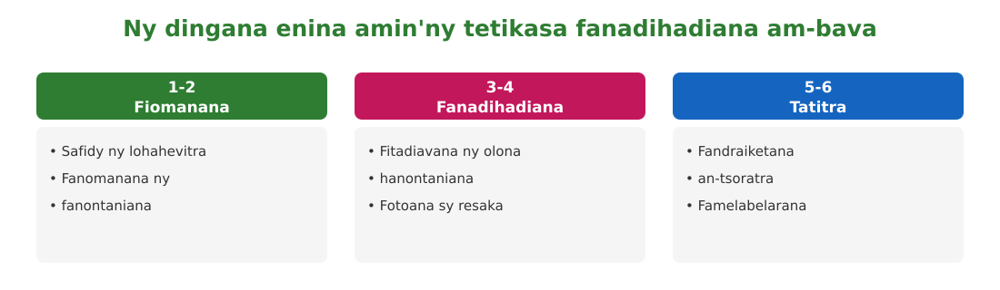 Ny dingana enina amin'ny tetikasa fanadihadiana am-bava
1-2
Fiomanana
• Safidy ny lohahevitra
• Fanomanana ny
• fanontaniana
3-4
Fanadihadiana
• Fitadiavana ny olona
• hanontaniana
• Fotoana sy resaka
5-6
Tatitra
• Fandraiketana
• an-tsoratra
• Famelabelarana